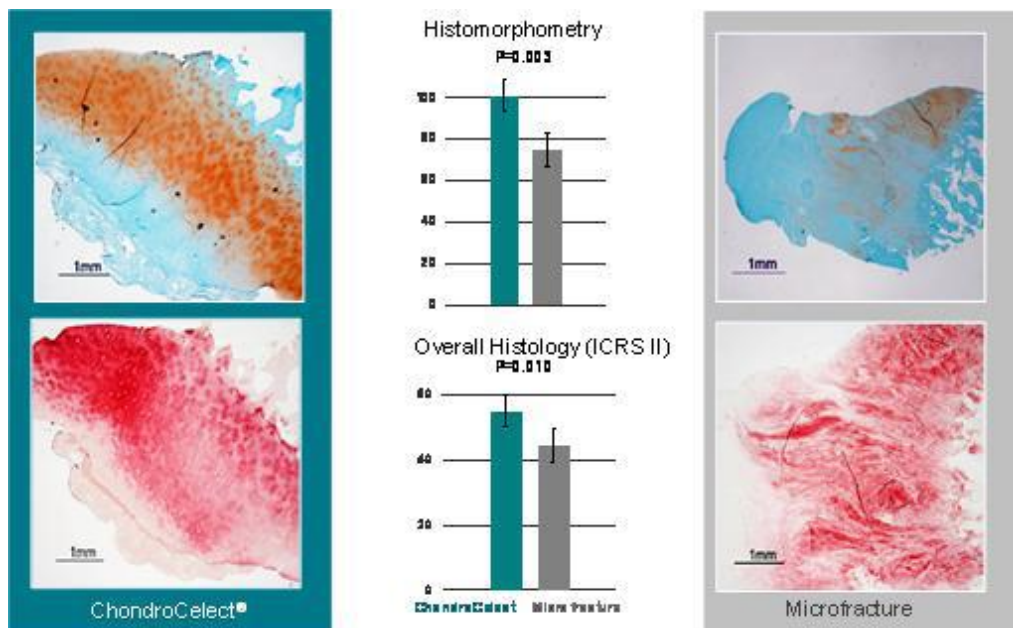 Histomorphometry
P=0.003
100
80
60
40
20
0
1mm
1mm
Overall Histology (ICRS II)
P=0.010
60
40
20
0
1mm
1mm
ChondroCelect Microfracture
ChondroCelect®
Microfracture